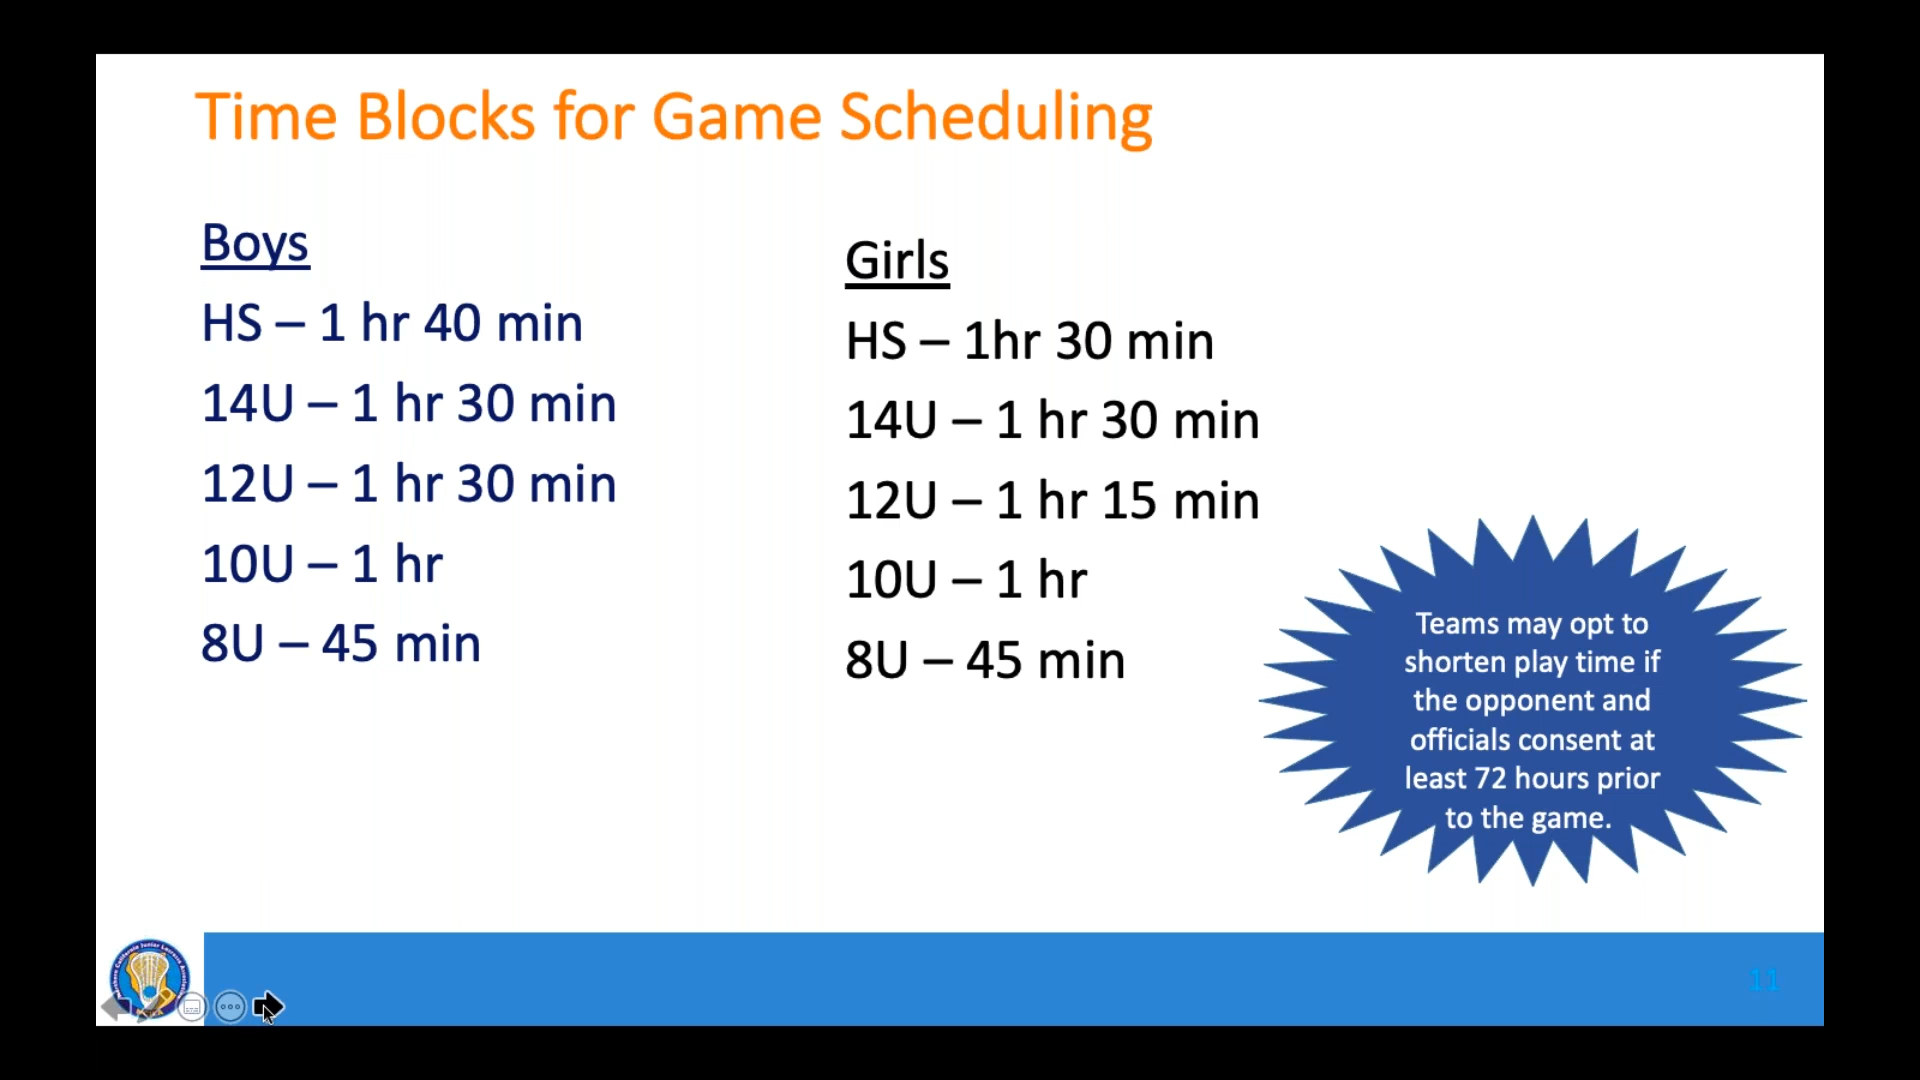 Time Blocks for Game Scheduling
Boys
HS – 1 hr 40 min
14U – 1 hr 30 min
12U – 1 hr 30 min
10U – 1 hr
8U – 45 min
Girls
HS – 1hr 30 min
14U – 1 hr 30 min
12U – 1 hr 15 min
10U – 1 hr
8U – 45 min
Teams may opt to
shorten play time if
the opponent and
officials consent at
least 72 hours prior
to the game.
California Junior Lacrosse
11